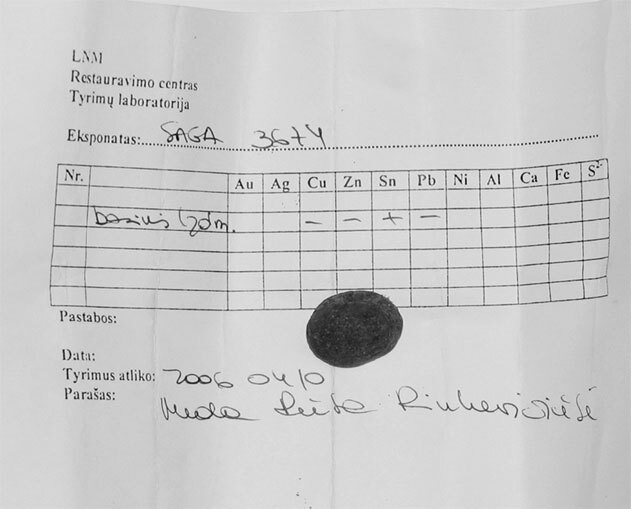 LNM
Restauravimo centras
Tyrimų laboratorija
Eksponatas: SAGA 3674
Nr. Au Ag Cu Zn Sn Pb Ni Al Ca Fe S²⁻
– – + –
Pastabos:
Data:
Tyrimus atliko: 2006 04 10
Parašas: